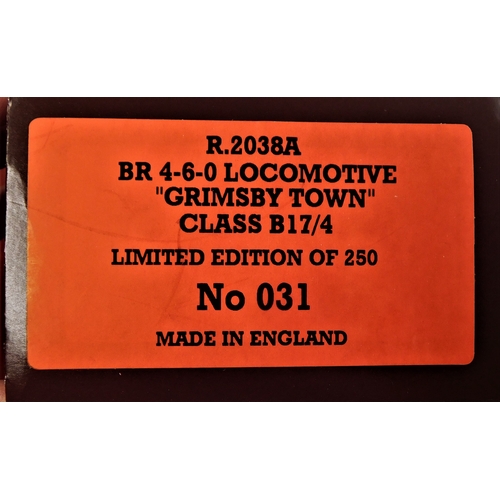 R.2038A
BR 4-6-0 LOCOMOTIVE
"GRIMSBY TOWN"
CLASS B17/4
LIMITED EDITION OF 250
No 031
MADE IN ENGLAND